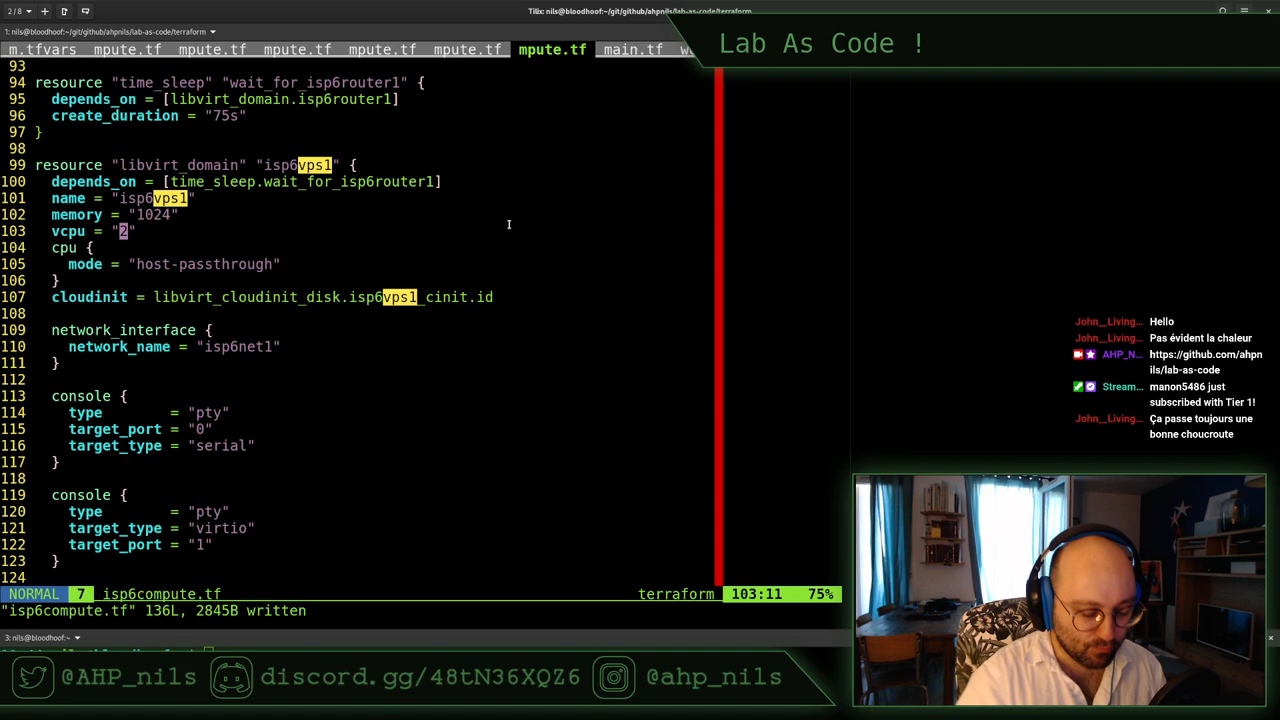 2 / 8
Tilix: nils@bloodhoof:~/git/github/ahpnils/lab-as-code/terraform
1: nils@bloodhoof:~/git/github/ahpnils/lab-as-code/terraform
m.tfvars mpute.tf mpute.tf mpute.tf mpute.tf mpute.tf mpute.tf main.tf
Lab As Code !
93
94 resource "time_sleep" "wait_for_isp6router1" {
95 depends_on = [libvirt_domain.isp6router1]
96 create_duration = "75s"
97 }
98
99 resource "libvirt_domain" "isp6vps1" {
100 depends_on = [time_sleep.wait_for_isp6router1]
101 name = "isp6vps1"
102 memory = "1024"
103 vcpu = "2"
104 cpu {
105 mode = "host-passthrough"
106 }
107 cloudinit = libvirt_cloudinit_disk.isp6vps1_cinit.id
108
109 network_interface {
110 network_name = "isp6net1"
111 }
112
113 console {
114 type = "pty"
115 target_port = "0"
116 target_type = "serial"
117 }
118
119 console {
120 type = "pty"
121 target_type = "virtio"
122 target_port = "1"
123 }
124
NORMAL 7 isp6compute.tf terraform 103:11 75%
"isp6compute.tf" 136L, 2845B written
3: nils@bloodhoof:~
John__Living... Hello
John__Living... Pas évident la chaleur
AHP_N... https://github.com/ahpn
ils/lab-as-code
Stream... manon5486 just
subscribed with Tier 1!
John__Living... Ça passe toujours une
bonne choucroute
@AHP_nils discord.gg/48tN36XQZ6 @ahp_nils